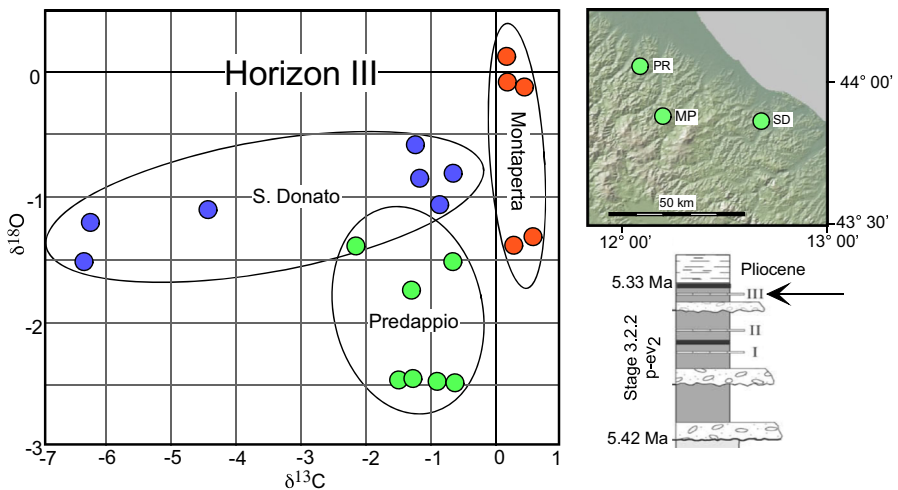 Horizon III
0
-1
-2
-3
δ18O
-7
-6
-5
-4
-3
-2
-1
0
1
δ13C
S. Donato
Montaperta
Predappio
PR
MP
SD
50 km
44° 00'
43° 30'
12° 00'
13° 00'
5.33 Ma
Pliocene
III
II
I
Stage 3.2.2
p-ev2
5.42 Ma